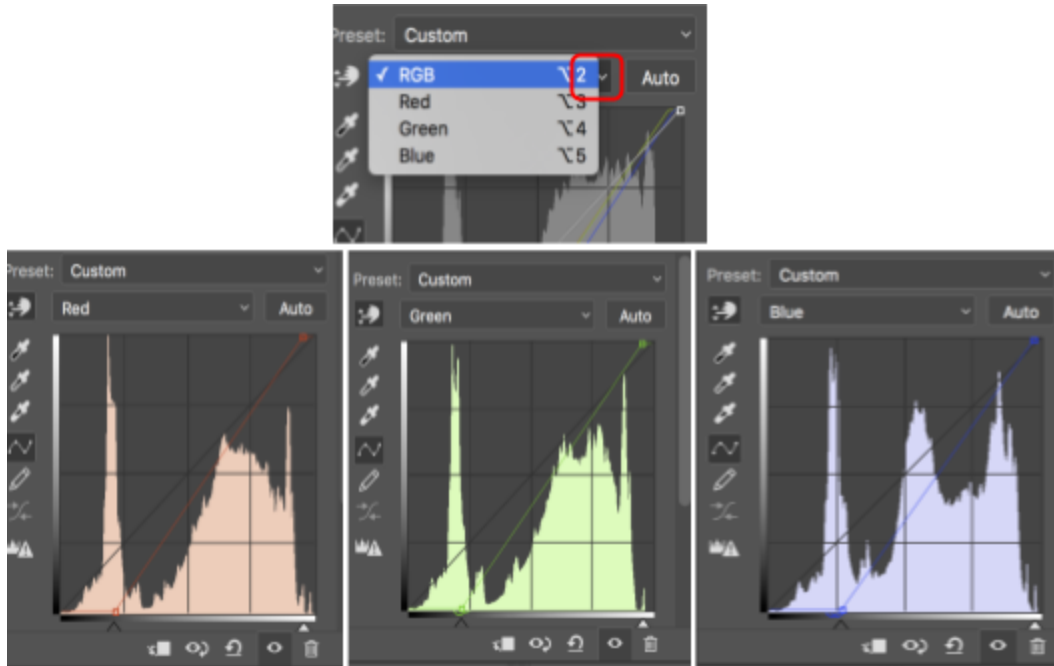 Preset: Custom
RGB ⌥2 Auto
Red ⌥3
Green ⌥4
Blue ⌥5
Preset: Custom
Red Auto
Preset: Custom
Green Auto
Preset: Custom
Blue Auto